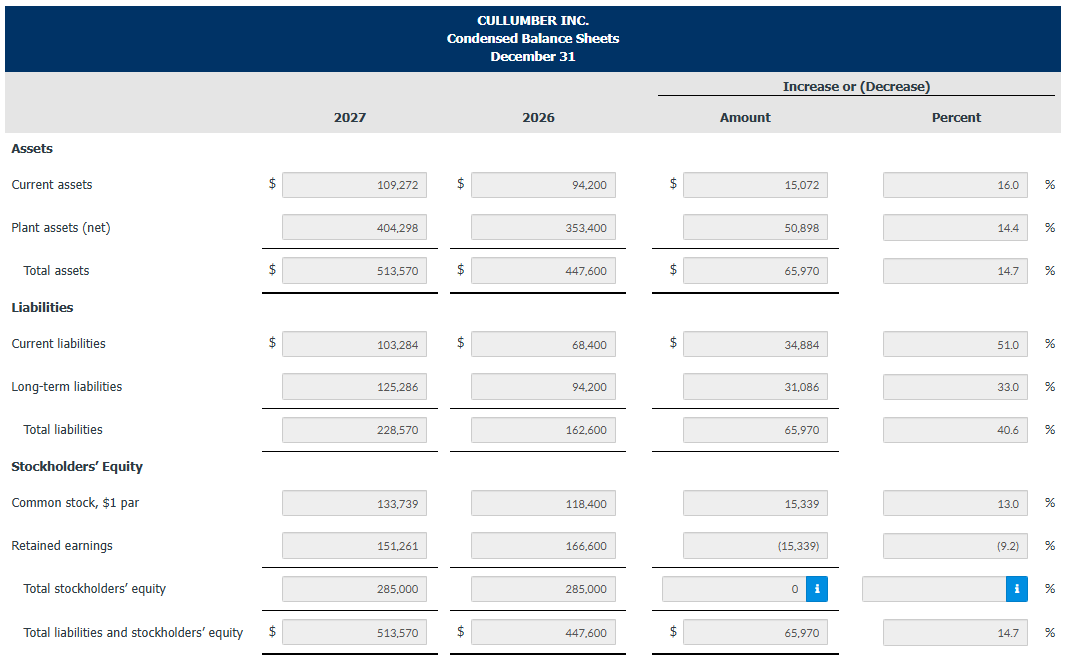 CULLUMBER INC.
Condensed Balance Sheets
December 31
Increase or (Decrease)
2027 2026 Amount Percent
Assets
Current assets $ 109,272 $ 94,200 $ 15,072 16.0 %
Plant assets (net) 404,298 353,400 50,898 14.4 %
Total assets $ 513,570 $ 447,600 $ 65,970 14.7 %
Liabilities
Current liabilities $ 103,284 $ 68,400 $ 34,884 51.0 %
Long-term liabilities 125,286 94,200 31,086 33.0 %
Total liabilities 228,570 162,600 65,970 40.6 %
Stockholders’ Equity
Common stock, $1 par 133,739 118,400 15,339 13.0 %
Retained earnings 151,261 166,600 (15,339) (9.2) %
Total stockholders’ equity 285,000 285,000 0 i i %
Total liabilities and stockholders’ equity $ 513,570 $ 447,600 $ 65,970 14.7 %